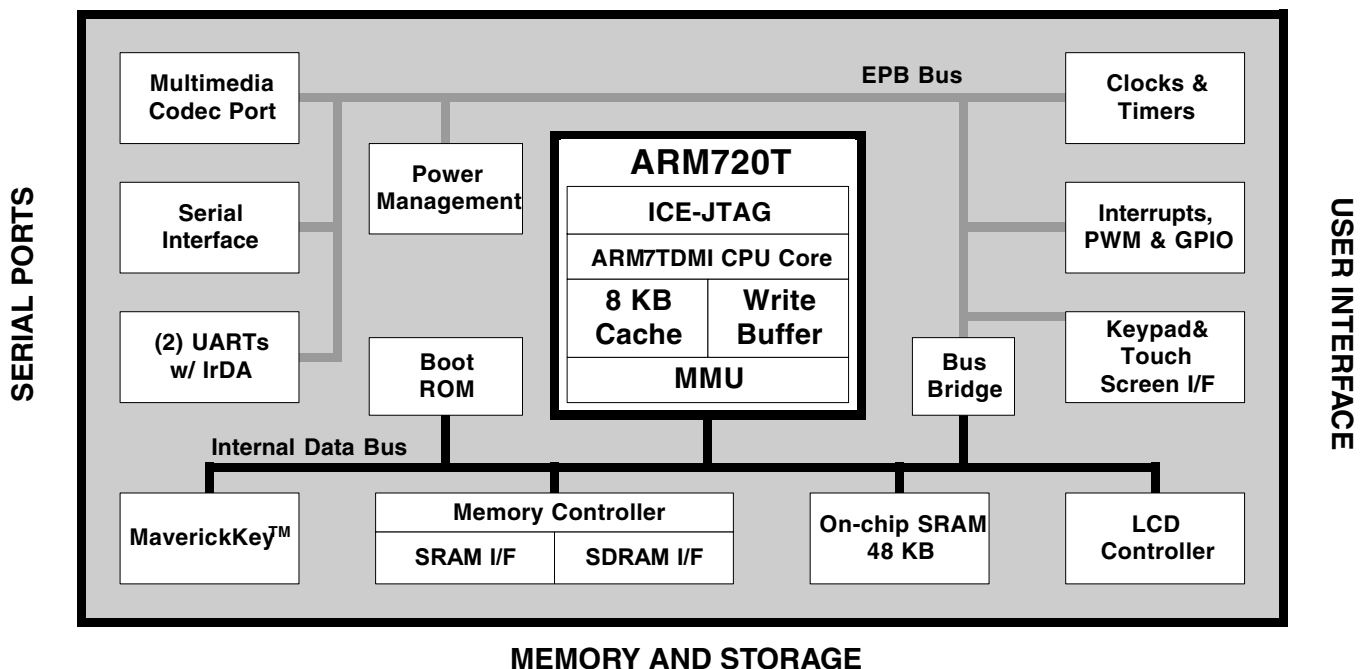 SERIAL PORTS
Multimedia
Codec Port
EPB Bus
Clocks &
Timers
Power
Management
ARM720T
ICE-JTAG
ARM7TDMI CPU Core
8 KB
Cache
Write
Buffer
MMU
Serial
Interface
Interrupts,
PWM & GPIO
(2) UARTs
w/ IrDA
Boot
ROM
Bus
Bridge
Keypad&
Touch
Screen I/F
USER INTERFACE
Internal Data Bus
MaverickKey™
Memory Controller
SRAM I/F
SDRAM I/F
On-chip SRAM
48 KB
LCD
Controller
MEMORY AND STORAGE